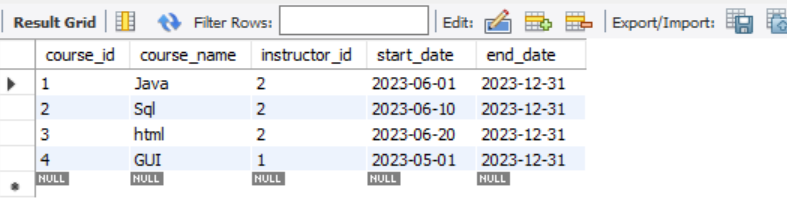 Result Grid Filter Rows: Edit: Export/Import:
course_id course_name instructor_id start_date end_date
1 Java 2 2023-06-01 2023-12-31
2 Sql 2 2023-06-10 2023-12-31
3 html 2 2023-06-20 2023-12-31
4 GUI 1 2023-05-01 2023-12-31
NULL NULL NULL NULL NULL